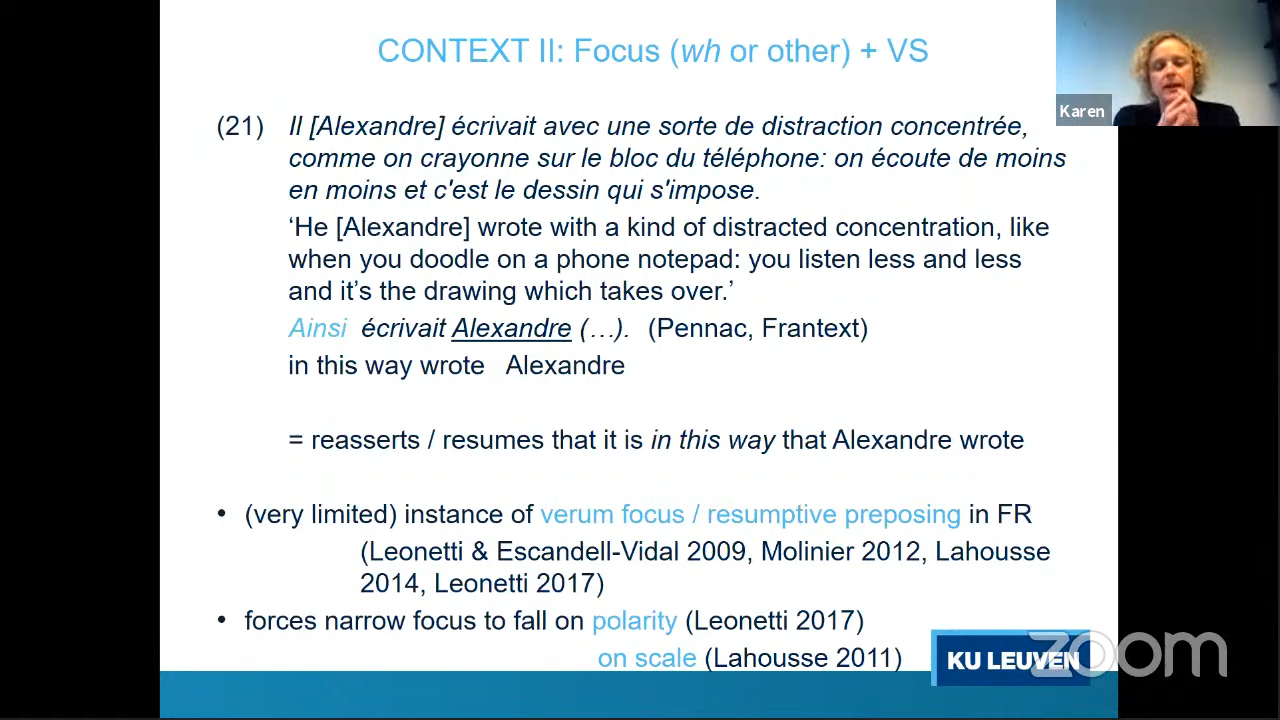 CONTEXT II: Focus (wh or other) + VS
Karen
(21) Il [Alexandre] écrivait avec une sorte de distraction concentrée,
comme on crayonne sur le bloc du téléphone: on écoute de moins
en moins et c'est le dessin qui s'impose.
‘He [Alexandre] wrote with a kind of distracted concentration, like
when you doodle on a phone notepad: you listen less and less
and it’s the drawing which takes over.’
Ainsi écrivait Alexandre (…). (Pennac, Frantext)
in this way wrote Alexandre
= reasserts / resumes that it is in this way that Alexandre wrote
• (very limited) instance of verum focus / resumptive preposing in FR
(Leonetti & Escandell-Vidal 2009, Molinier 2012, Lahousse
2014, Leonetti 2017)
• forces narrow focus to fall on polarity (Leonetti 2017)
on scale (Lahousse 2011)
KU LEUVEN
zoom